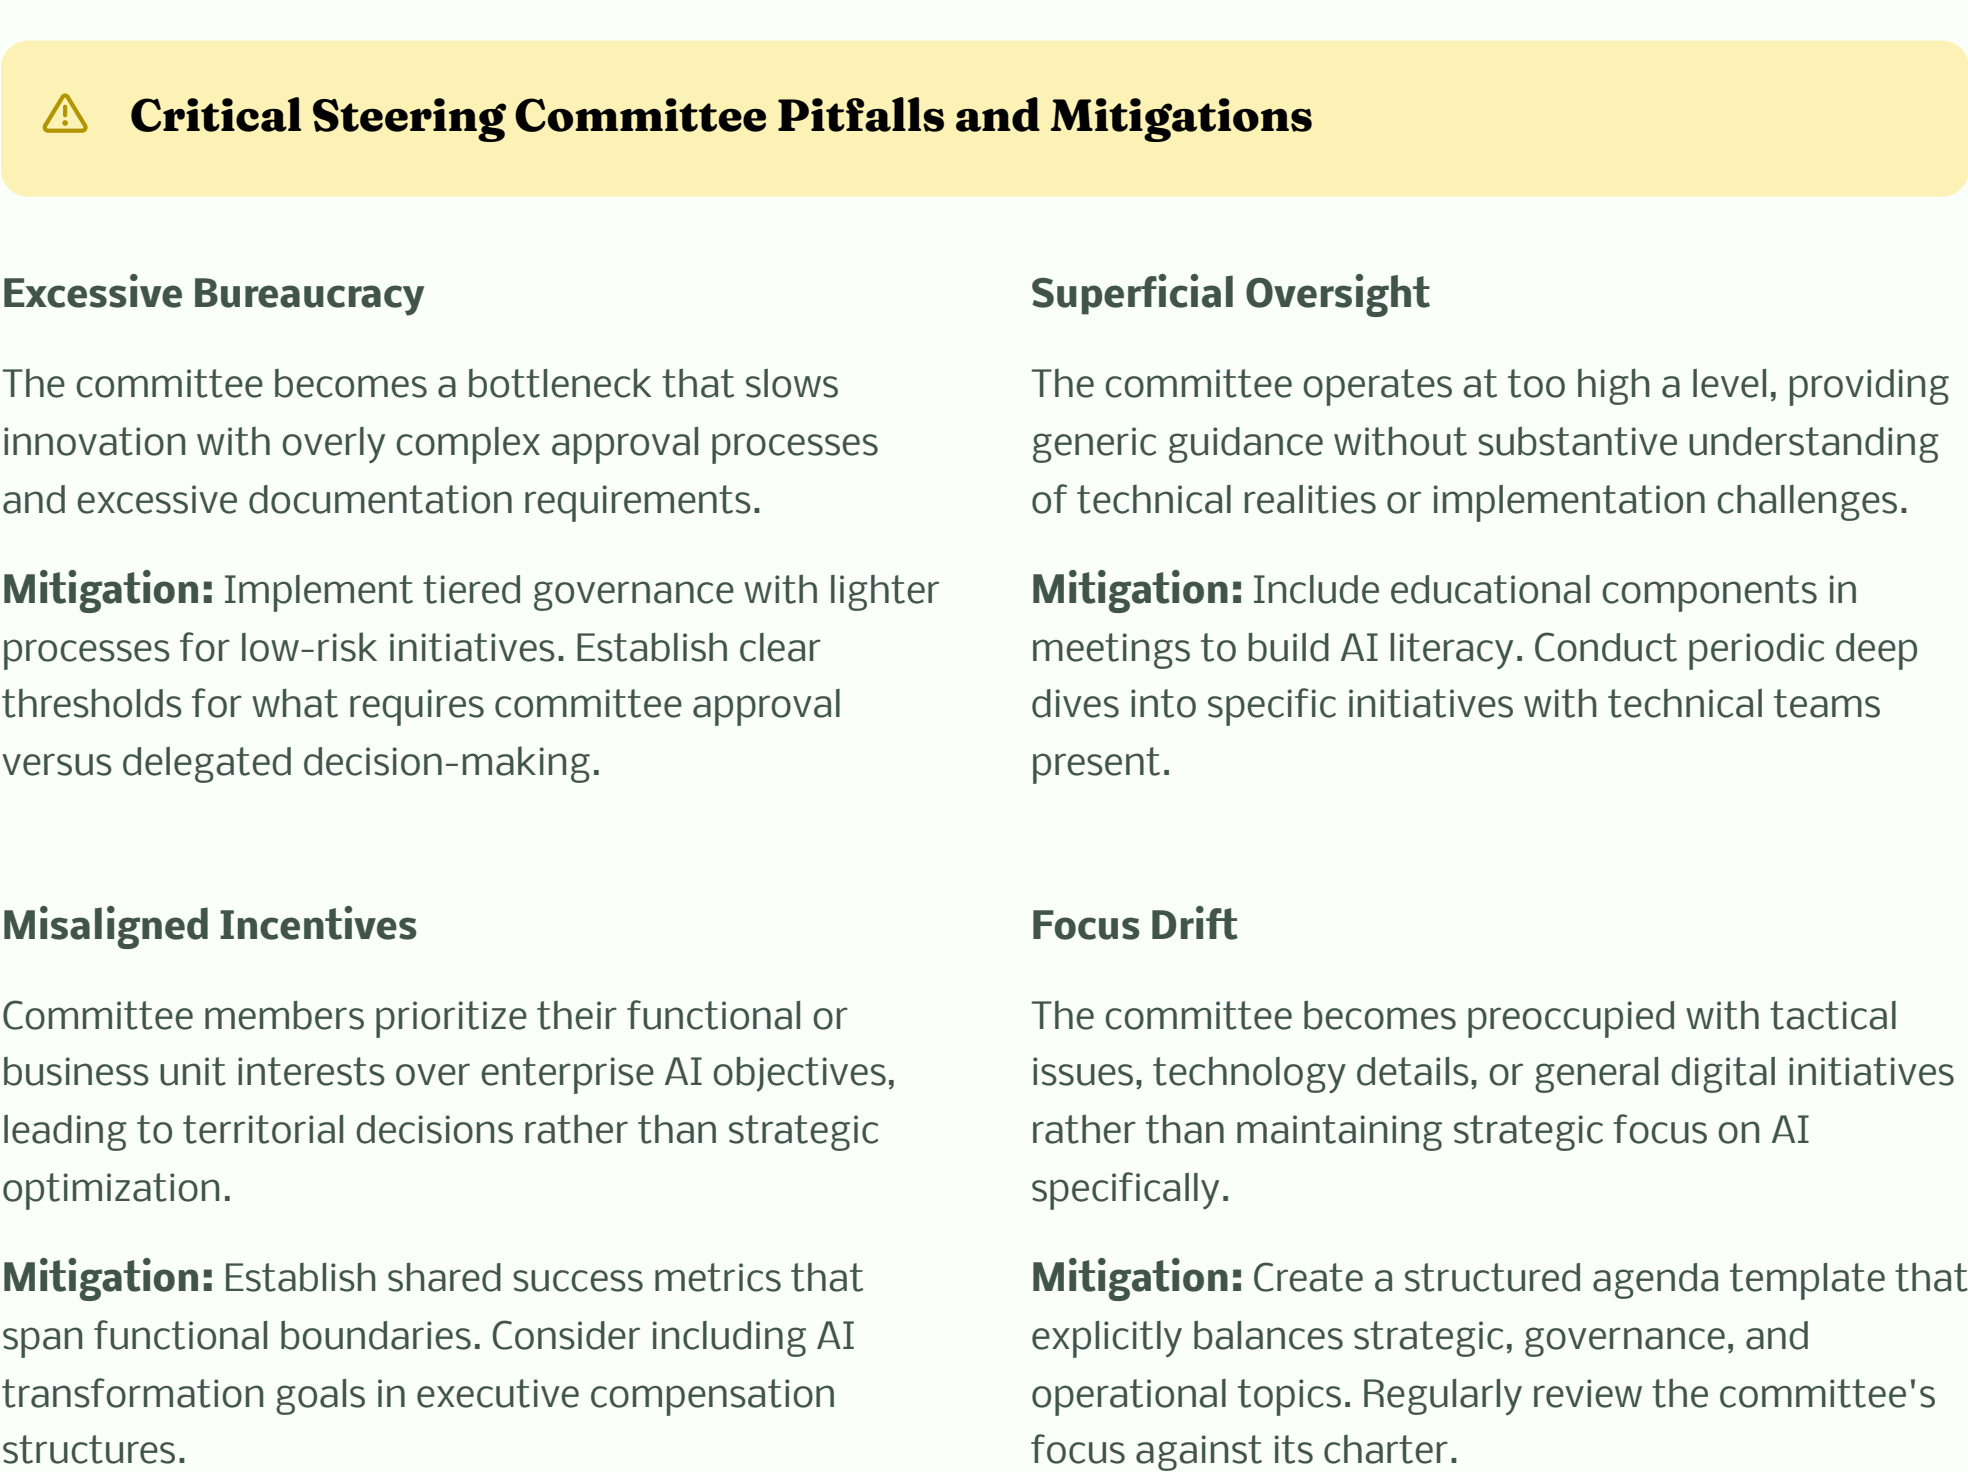 Critical Steering Committee Pitfalls and Mitigations
Excessive Bureaucracy
The committee becomes a bottleneck that slows
innovation with overly complex approval processes
and excessive documentation requirements.
Mitigation: Implement tiered governance with lighter
processes for low-risk initiatives. Establish clear
thresholds for what requires committee approval
versus delegated decision-making.
Superficial Oversight
The committee operates at too high a level, providing
generic guidance without substantive understanding
of technical realities or implementation challenges.
Mitigation: Include educational components in
meetings to build AI literacy. Conduct periodic deep
dives into specific initiatives with technical teams
present.
Misaligned Incentives
Committee members prioritize their functional or
business unit interests over enterprise AI objectives,
leading to territorial decisions rather than strategic
optimization.
Mitigation: Establish shared success metrics that
span functional boundaries. Consider including AI
transformation goals in executive compensation
structures.
Focus Drift
The committee becomes preoccupied with tactical
issues, technology details, or general digital initiatives
rather than maintaining strategic focus on AI
specifically.
Mitigation: Create a structured agenda template that
explicitly balances strategic, governance, and
operational topics. Regularly review the committee's
focus against its charter.